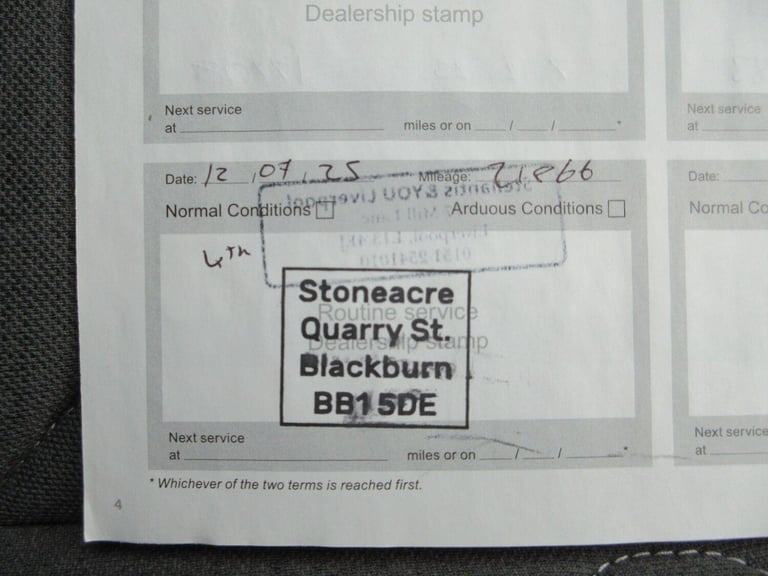 Dealership stamp
Next service
at miles or on / / *
Next service
at
Date: 12 , 07 , 25 Mileage: 21866
Date:
Normal Conditions Arduous Conditions
Normal Co
4th
Stoneacre
Routine service
Quarry St.
Dealership stamp
Blackburn
BB1 5DE
Next service
at miles or on / / *
Next service
at
* Whichever of the two terms is reached first.
4